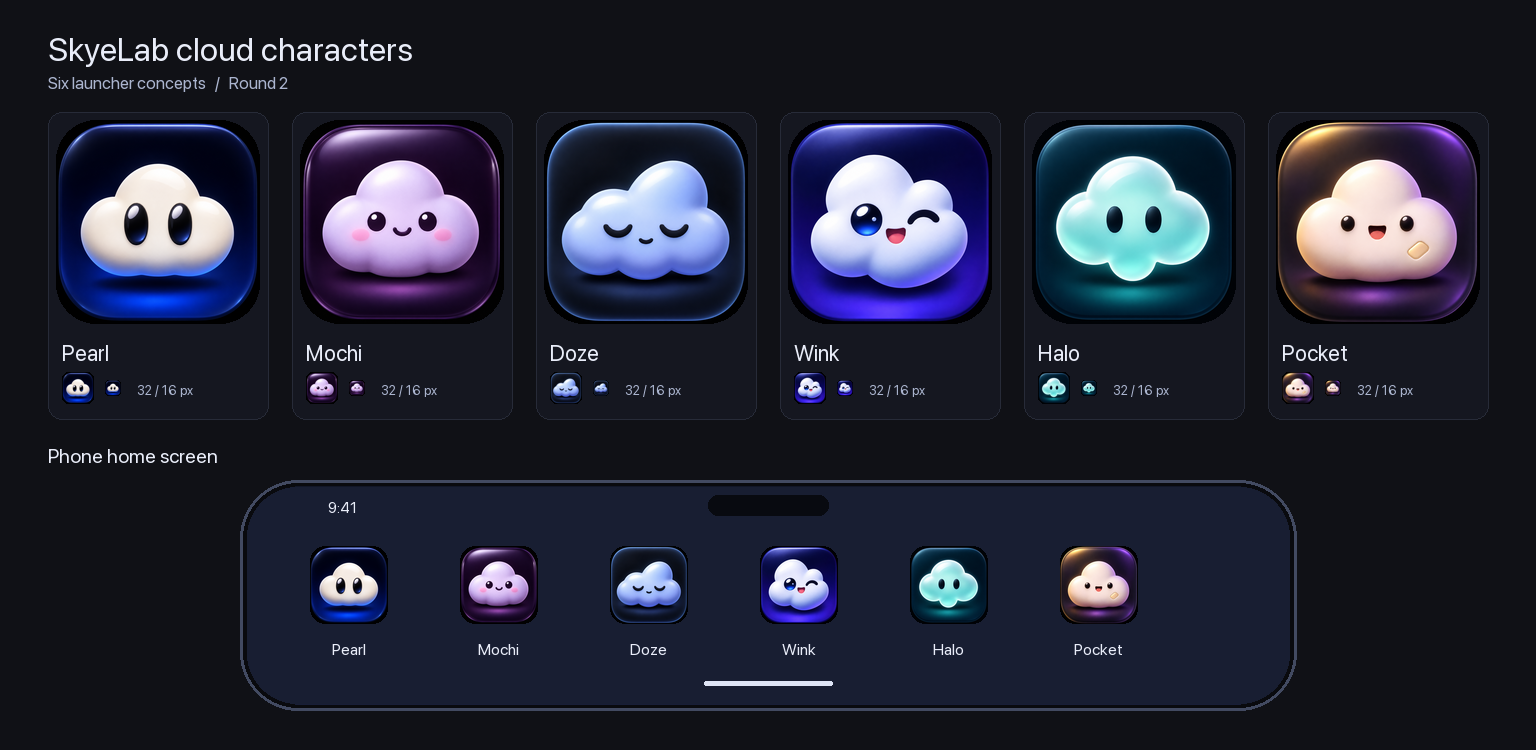 SkyeLab cloud characters
Six launcher concepts / Round 2
Pearl
32 / 16 px
Mochi
32 / 16 px
Doze
32 / 16 px
Wink
32 / 16 px
Halo
32 / 16 px
Pocket
32 / 16 px
Phone home screen
9:41
Pearl
Mochi
Doze
Wink
Halo
Pocket